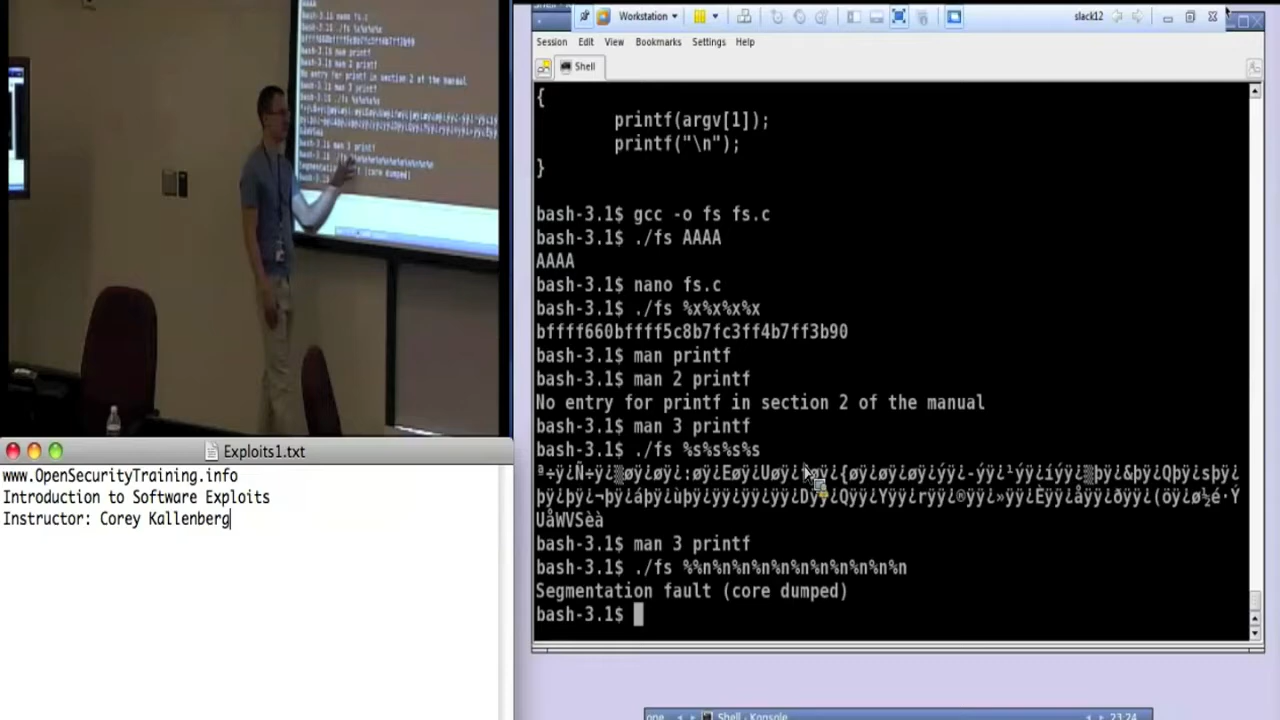 Workstation
slack12
Session Edit View Bookmarks Settings Help
Shell
{
printf(argv[1]);
printf("\n");
}
bash-3.1$ gcc -o fs fs.c
bash-3.1$ ./fs AAAA
AAAA
bash-3.1$ nano fs.c
bash-3.1$ ./fs %x%x%x%x
bffff660bffff5c8b7fc3ff4b7ff3b90
bash-3.1$ man printf
bash-3.1$ man 2 printf
No entry for printf in section 2 of the manual
bash-3.1$ man 3 printf
bash-3.1$ ./fs %s%s%s%s
UåWVSèà
bash-3.1$ man 3 printf
bash-3.1$ ./fs %%n%n%n%n%n%n%n%n%n%n%n
Segmentation fault (core dumped)
bash-3.1$
Shell - Konsole
23:24
Exploits1.txt
www.OpenSecurityTraining.info
Introduction to Software Exploits
Instructor: Corey Kallenberg